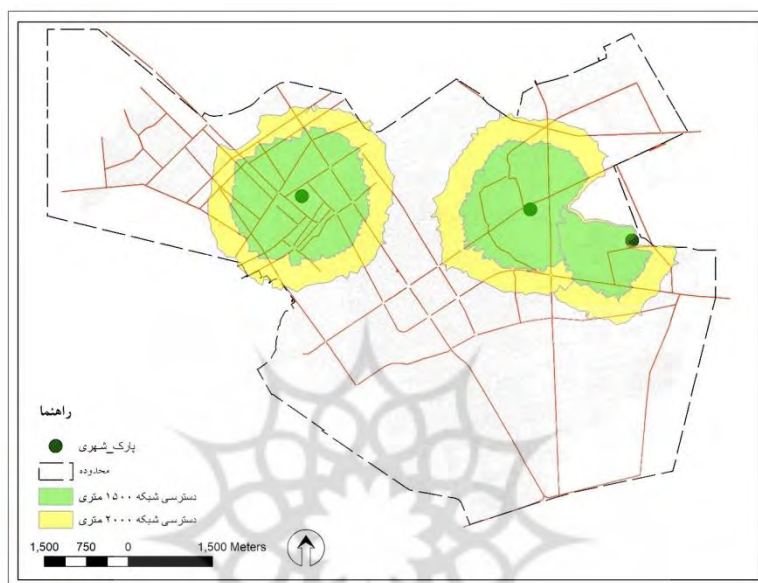 راهنما
پارک_شهری
محدوده
دسترسی شبکه ۱۵۰۰ متری
دسترسی شبکه ۲۰۰۰ متری
1,500 750 0 1,500 Meters